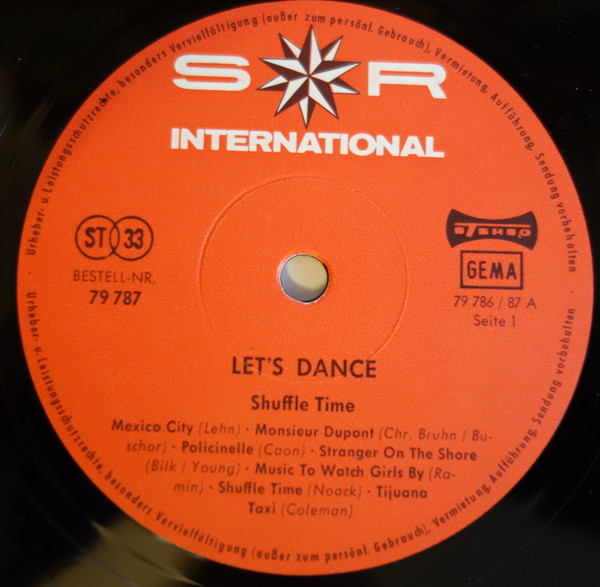 Urheber- u. Leistungsschutzrechte, besonders Vervielfältigung (außer zum persönl. Gebrauch), Vermietung, Aufführung, Sendung vorbehalten ·
S R
INTERNATIONAL
ST 33
BESTELL-NR.
79 787
STEREO
GEMA
79 786 / 87 A
Seite 1
LET'S DANCE
Shuffle Time
Mexico City (Lehn) · Monsieur Dupont (Chr. Bruhn / Bu-
schor) · Policinelle (Coon) · Stranger On The Shore
(Bilk / Young) · Music To Watch Girls By (Ra-
min) · Shuffle Time (Noack) · Tijuana
Taxi (Coleman)
Urheber- u. Leistungsschutzrechte, besonders Vervielfältigung (außer zum persönl. Gebrauch), Vermietung, Aufführung, Sendung vorbehalten ·